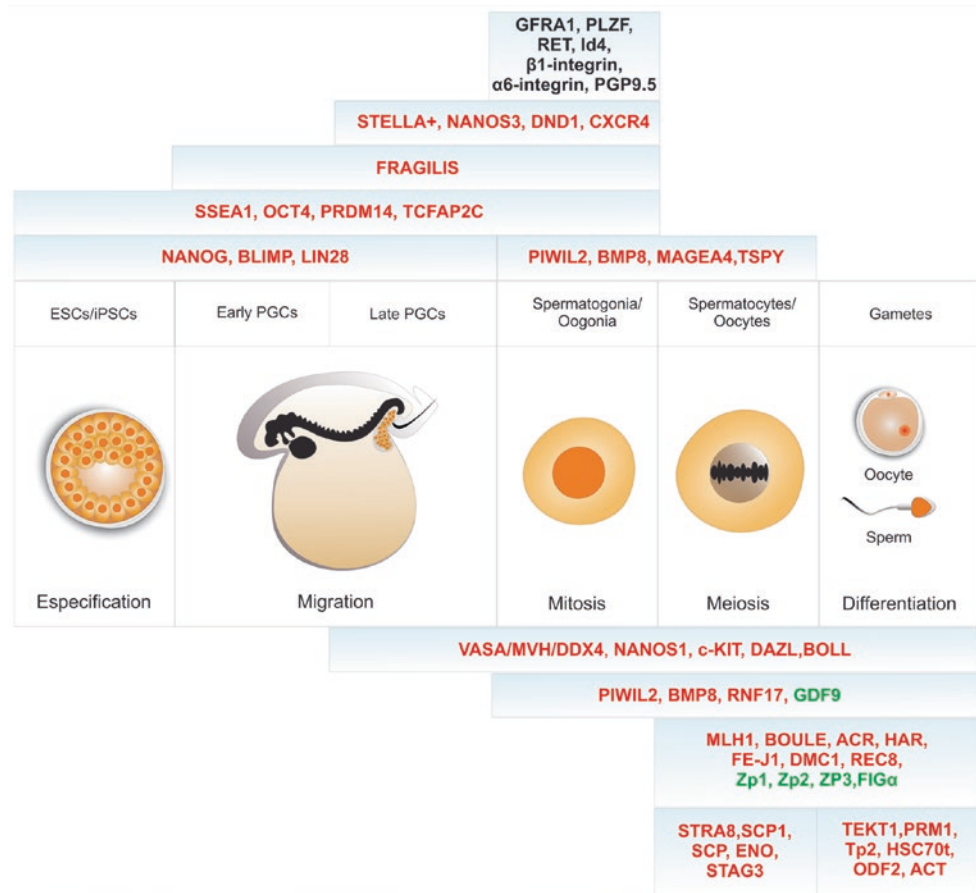 GFRA1, PLZF,
RET, Id4,
β1-integrin,
α6-integrin, PGP9.5
STELLA+, NANOS3, DND1, CXCR4
FRAGILIS
SSEA1, OCT4, PRDM14, TCFAP2C
NANOG, BLIMP, LIN28
PIWIL2, BMP8, MAGEA4,TSPY
ESCs/iPSCs
Early PGCs
Late PGCs
Spermatogonia/
Oogonia
Spermatocytes/
Oocytes
Gametes
Oocyte
Sperm
Especification
Migration
Mitosis
Meiosis
Differentiation
VASA/MVH/DDX4, NANOS1, c-KIT, DAZL,BOLL
PIWIL2, BMP8, RNF17, GDF9
MLH1, BOULE, ACR, HAR,
FE-J1, DMC1, REC8,
Zp1, Zp2, ZP3,FIGα
STRA8,SCP1,
SCP, ENO,
STAG3
TEKT1,PRM1,
Tp2, HSC70t,
ODF2, ACT